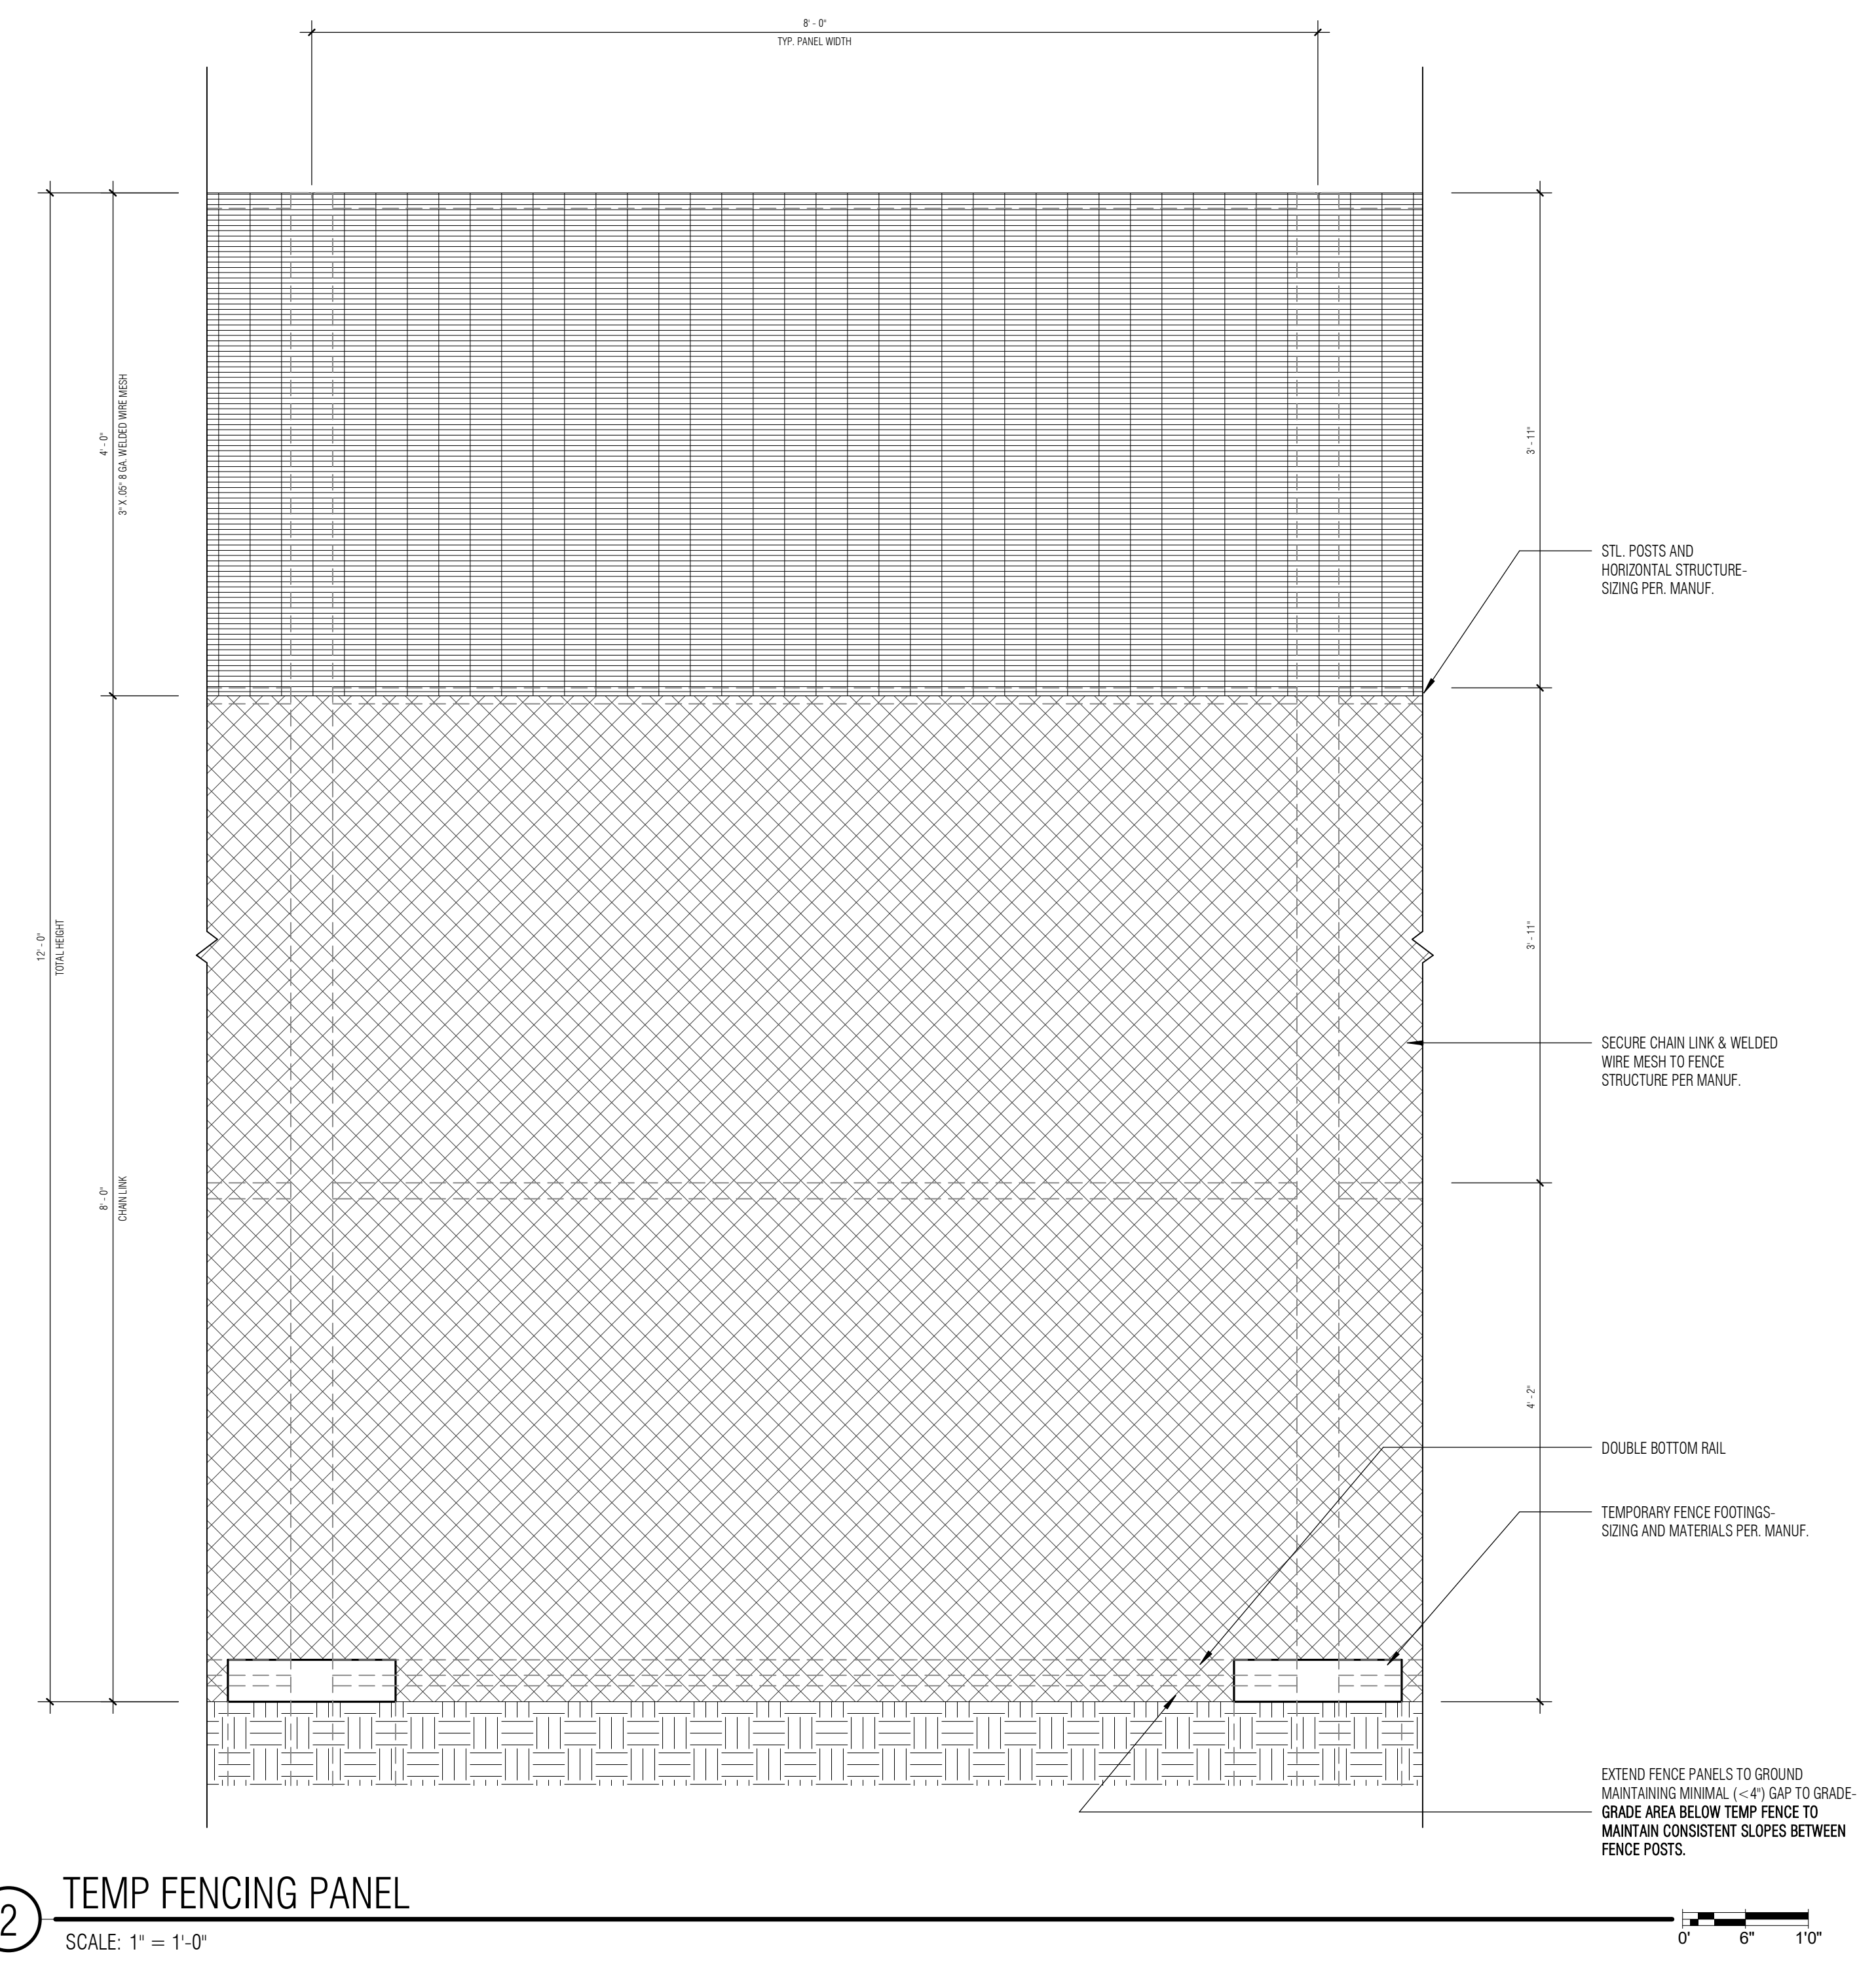 8' - 0"
TYP. PANEL WIDTH
4' - 0"
3" X .05" 8 GA. WELDED WIRE MESH
3' - 11"
STL. POSTS AND
HORIZONTAL STRUCTURE-
SIZING PER. MANUF.
12' - 0"
TOTAL HEIGHT
3' - 11"
SECURE CHAIN LINK & WELDED
WIRE MESH TO FENCE
STRUCTURE PER MANUF.
8' - 0"
CHAIN LINK
4' - 2"
DOUBLE BOTTOM RAIL
TEMPORARY FENCE FOOTINGS-
SIZING AND MATERIALS PER. MANUF.
EXTEND FENCE PANELS TO GROUND
MAINTAINING MINIMAL (<4") GAP TO GRADE-
GRADE AREA BELOW TEMP FENCE TO
MAINTAIN CONSISTENT SLOPES BETWEEN
FENCE POSTS.
2
TEMP FENCING PANEL
SCALE: 1" = 1'-0"
0' 6" 1'0"